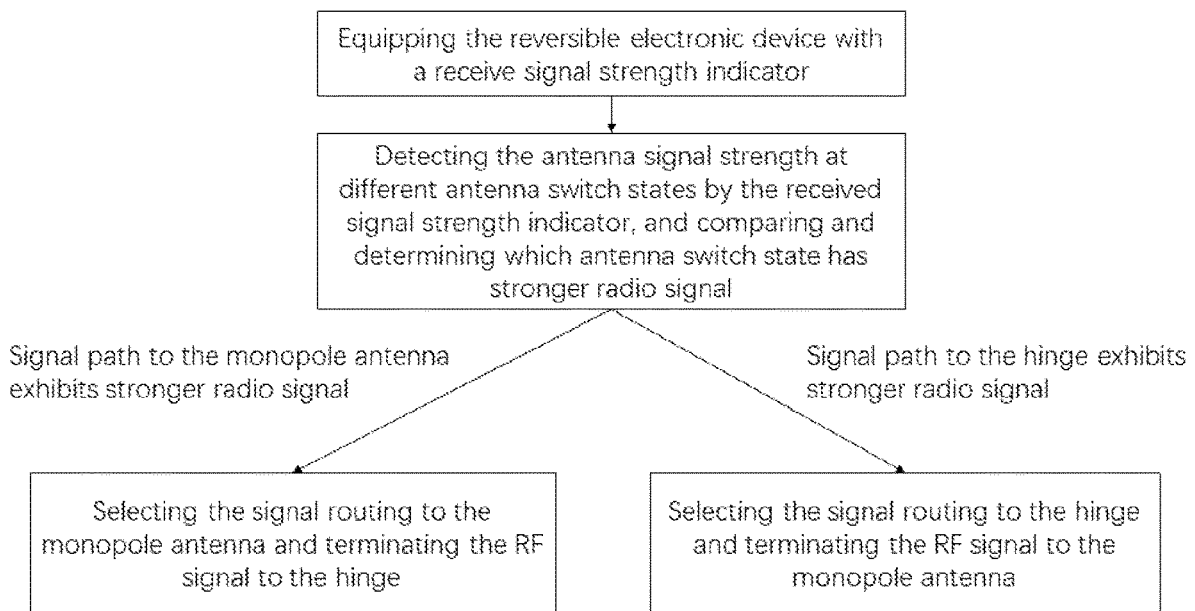 Equipping the reversible electronic device with
a receive signal strength indicator
Detecting the antenna signal strength at
different antenna switch states by the received
signal strength indicator, and comparing and
determining which antenna switch state has
stronger radio signal
Signal path to the monopole antenna
exhibits stronger radio signal
Signal path to the hinge exhibits
stronger radio signal
Selecting the signal routing to the
monopole antenna and terminating the RF
signal to the hinge
Selecting the signal routing to the hinge
and terminating the RF signal to the
monopole antenna